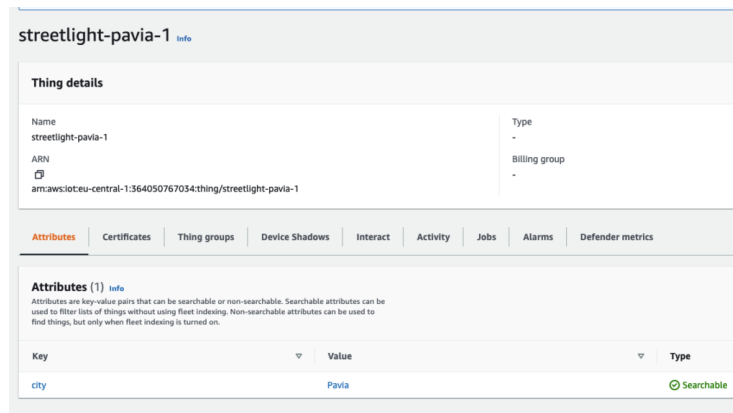 streetlight-pavia-1 Info
Thing details
Name
streetlight-pavia-1
Type
-
ARN
arn:aws:iot:eu-central-1:364050767034:thing/streetlight-pavia-1
Billing group
-
Attributes Certificates Thing groups Device Shadows Interact Activity Jobs Alarms Defender metrics
Attributes (1) Info
Attributes are key-value pairs that can be searchable or non-searchable. Searchable attributes can be
used to filter lists of things without using fleet indexing. Non-searchable attributes can be used to
find things, but only when fleet indexing is turned on.
Key Value Type
city Pavia Searchable